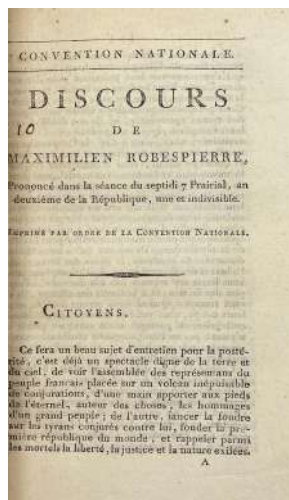 CONVENTION NATIONALE.
DISCOURS
10
DE
MAXIMILIEN ROBESPIERRE,
Prononcé dans la séance du septidi 7 Prairial, an
deuxième de la République, une et indivisible.
IMPRIMÉ PAR ORDRE DE LA CONVENTION NATIONALE.
CITOYENS,
Ce sera un beau sujet d'entretien pour la posté-
rité, c'est déjà un spectacle digne de la terre et
du ciel, de voir l'assemblée des représentans du
peuple français placée sur un volcan inépuisable
de conjurations, d'une main apporter aux pieds
de l'éternel, auteur des choses, les hommages
d'un grand peuple; de l'autre, lancer la foudre
sur les tyrans conjurés contre lui, fonder la pre-
mière république du monde, et rappeler parmi
les mortels la liberté, la justice et la nature exilées.
A